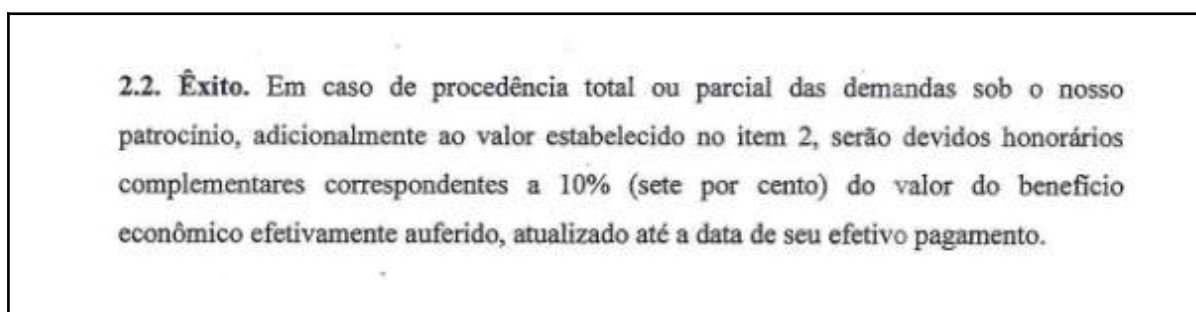 2.2. Êxito. Em caso de procedência total ou parcial das demandas sob o nosso
patrocínio, adicionalmente ao valor estabelecido no item 2, serão devidos honorários
complementares correspondentes a 10% (sete por cento) do valor do benefício
econômico efetivamente auferido, atualizado até a data de seu efetivo pagamento.